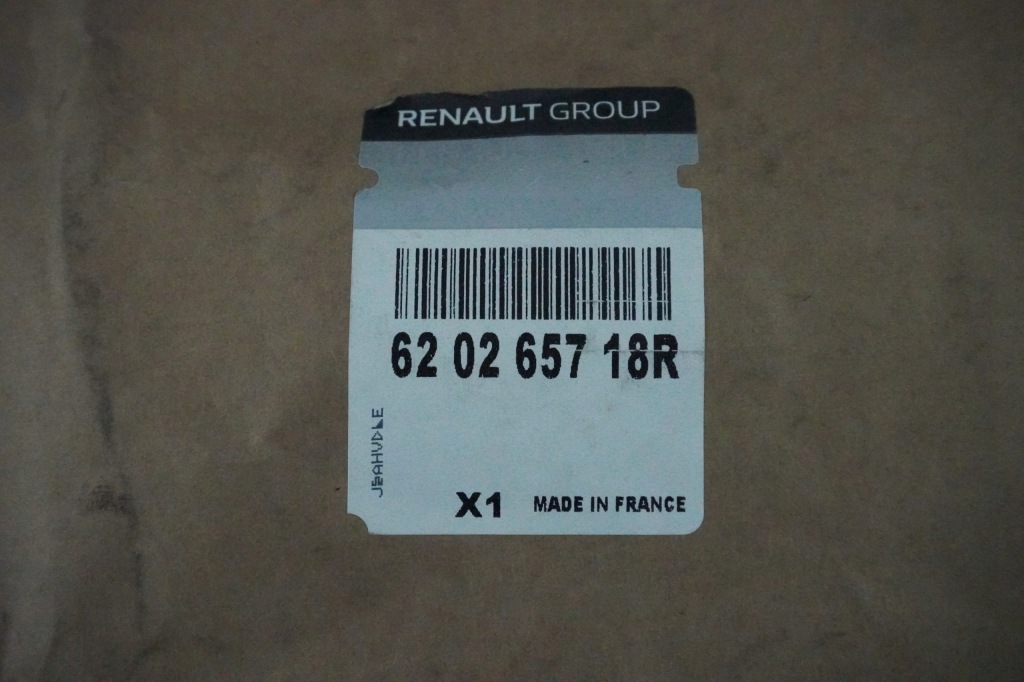 RENAULT GROUP
62 02 657 18R
X1 MADE IN FRANCE